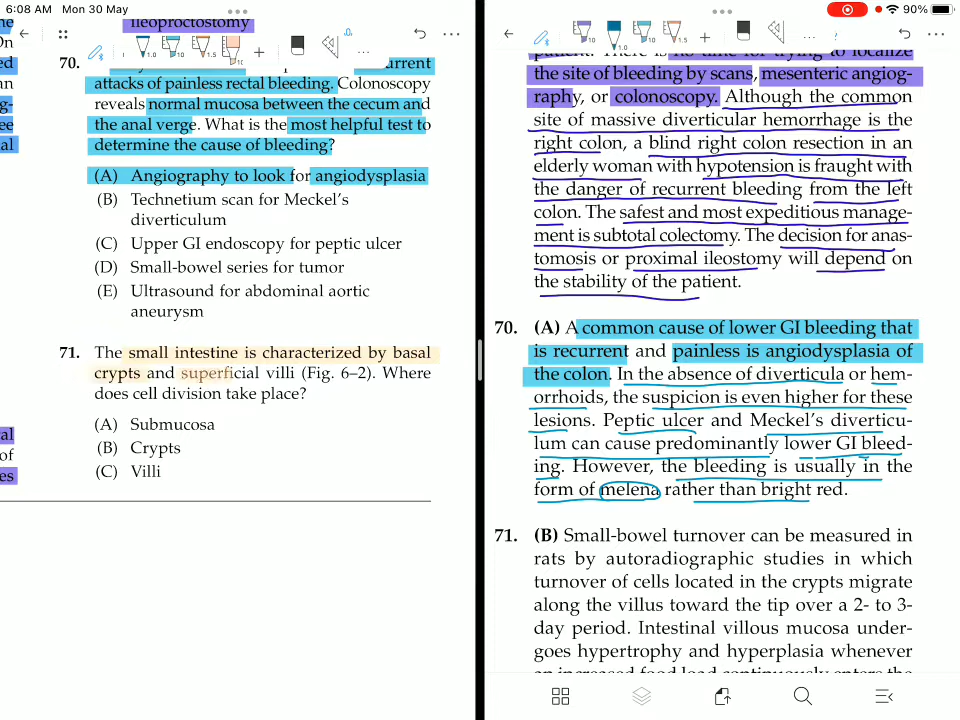 6:08 AM Mon 30 May
90%
ileoproctostomy
On
70.
current
attacks of painless rectal bleeding. Colonoscopy
reveals normal mucosa between the cecum and
the anal verge. What is the most helpful test to
determine the cause of bleeding?
(A) Angiography to look for angiodysplasia
(B) Technetium scan for Meckel's
diverticulum
(C) Upper GI endoscopy for peptic ulcer
(D) Small-bowel series for tumor
(E) Ultrasound for abdominal aortic
aneurysm
71. The small intestine is characterized by basal
crypts and superficial villi (Fig. 6–2). Where
does cell division take place?
(A) Submucosa
(B) Crypts
(C) Villi
of
the site of bleeding by scans, mesenteric angiog-
raphy, or colonoscopy. Although the common
site of massive diverticular hemorrhage is the
right colon, a blind right colon resection in an
elderly woman with hypotension is fraught with
the danger of recurrent bleeding from the left
colon. The safest and most expeditious manage-
ment is subtotal colectomy. The decision for anas-
tomosis or proximal ileostomy will depend on
the stability of the patient.
70. (A) A common cause of lower GI bleeding that
is recurrent and painless is angiodysplasia of
the colon. In the absence of diverticula or hem-
orrhoids, the suspicion is even higher for these
lesions. Peptic ulcer and Meckel's diverticu-
lum can cause predominantly lower GI bleed-
ing. However, the bleeding is usually in the
form of melena rather than bright red.
71. (B) Small-bowel turnover can be measured in
rats by autoradiographic studies in which
turnover of cells located in the crypts migrate
along the villus toward the tip over a 2- to 3-
day period. Intestinal villous mucosa under-
goes hypertrophy and hyperplasia whenever